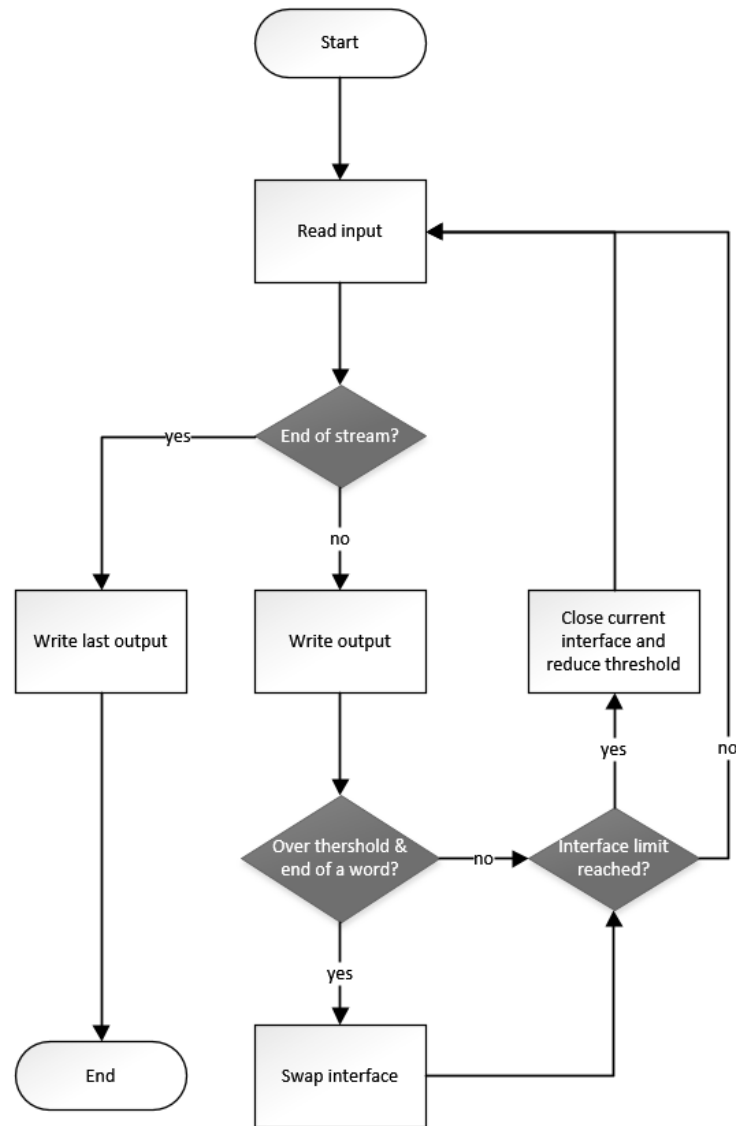 Start
Read input
End of stream?
yes
no
Write last output
Write output
Close current
interface and
reduce threshold
yes
no
Over thershold &
end of a word?
no
Interface limit
reached?
yes
End
Swap interface